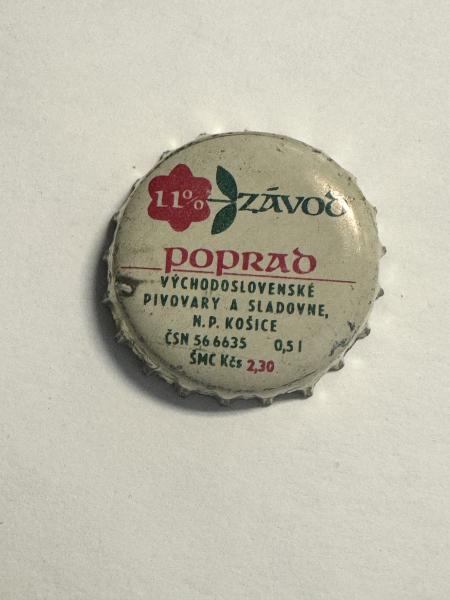 11% závod
poprad
VÝCHODOSLOVENSKÉ
PIVOVARY A SLADOVNE,
N.P. KOŠICE
ČSN 56 6635 0,5 l
ŠMC Kčs 2,30